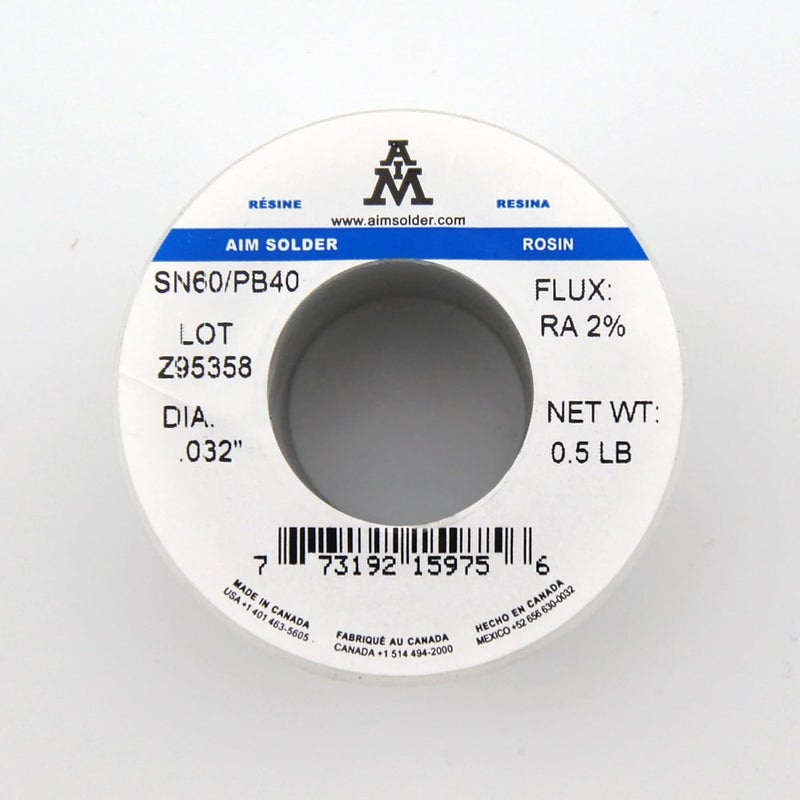 AIM
RÉSINE RESINA
www.aimsolder.com
AIM SOLDER ROSIN
SN60/PB40
LOT
Z95358
DIA.
.032"
FLUX:
RA 2%
NET WT:
0.5 LB
7 73192 15975 6
MADE IN CANADA
USA +1 401 463-5605
FABRIQUÉ AU CANADA
CANADA +1 514 494-2000
HECHO EN CANADA
MEXICO +52 656 630-0032